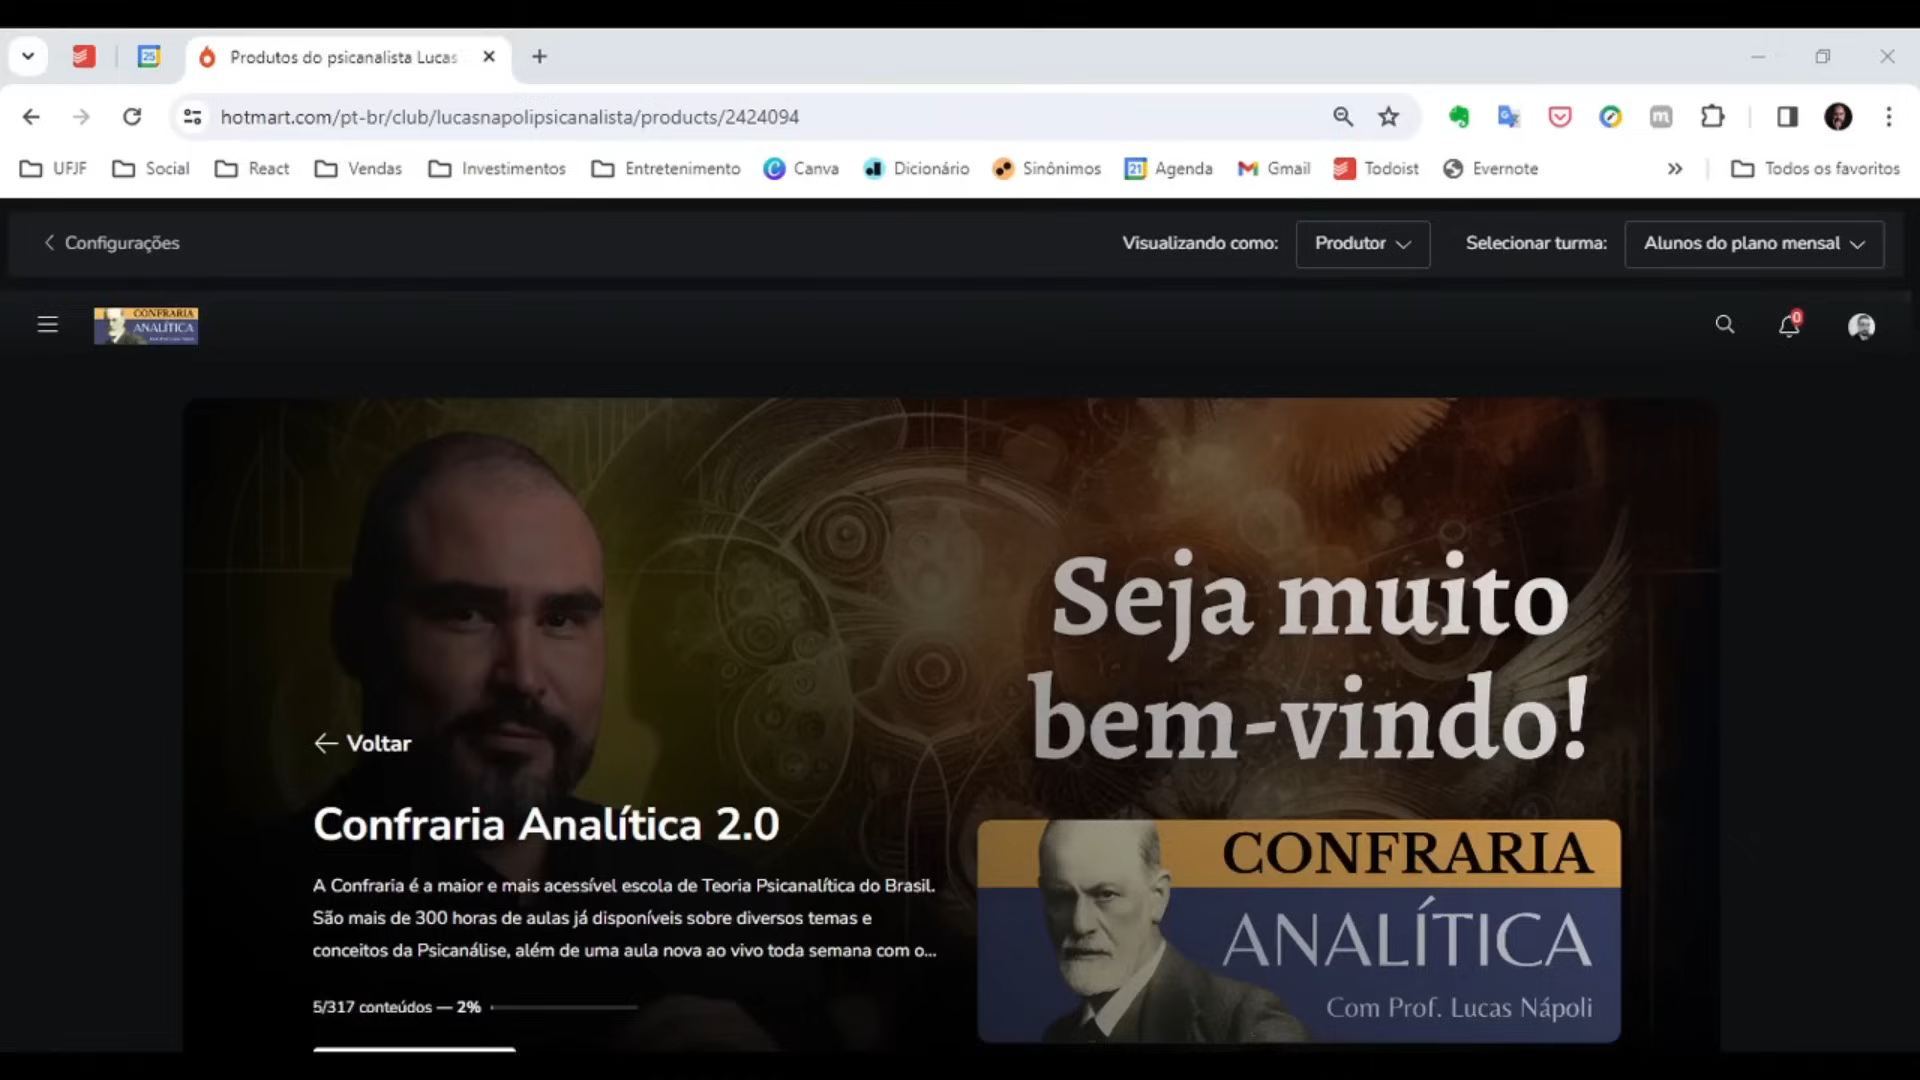 Produtos do psicanalista Lucas
hotmart.com/pt-br/club/lucasnapolipsicanalista/products/2424094
UFJF Social React Vendas Investimentos Entretenimento Canva Dicionário Sinônimos 21 Agenda Gmail Todoist Evernote » Todos os favoritos
Configurações Visualizando como: Produtor Selecionar turma: Alunos do plano mensal
CONFRARIA
ANALÍTICA
0
Seja muito
bem-vindo!
Voltar
Confraria Analítica 2.0
A Confraria é a maior e mais acessível escola de Teoria Psicanalítica do Brasil.
São mais de 300 horas de aulas já disponíveis sobre diversos temas e
conceitos da Psicanálise, além de uma aula nova ao vivo toda semana com o...
5/317 conteúdos — 2%
CONFRARIA
ANALÍTICA
Com Prof. Lucas Nápoli